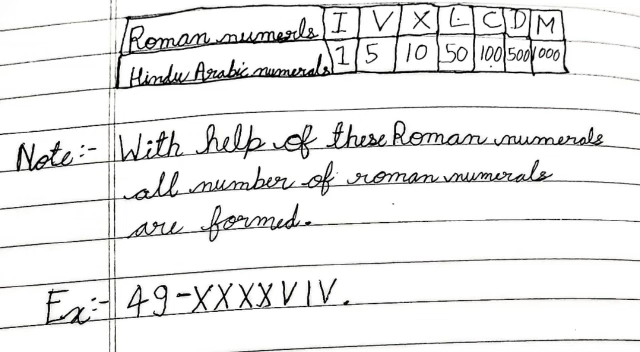 Roman numerls I V X L C D M
Hindu Arabic numerals 1 5 10 50 100 500 1000
Note:- With help of these Roman numerals
all number of roman numerals
are formed.
Ex:- 49-XXXXVIV.